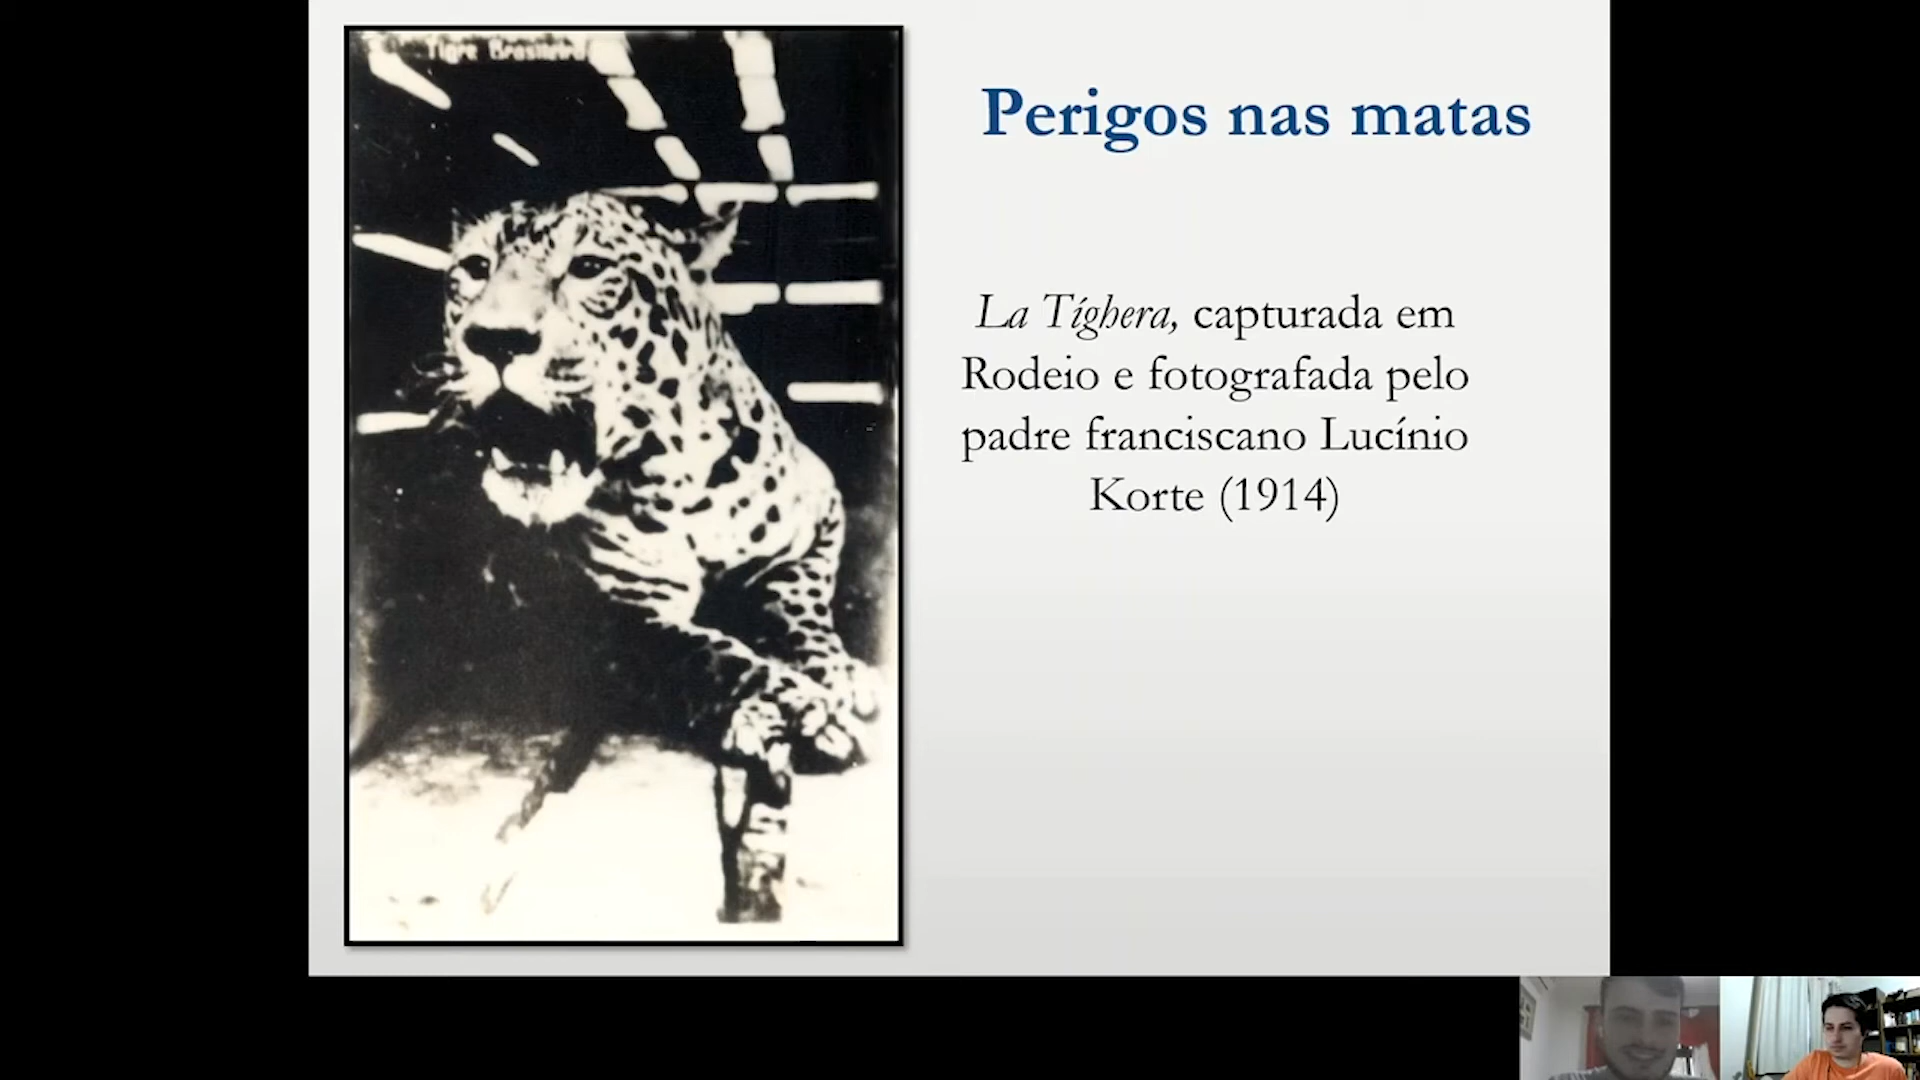 Tigre Brasileiro
Perigos nas matas
La Tíghera, capturada em
Rodeio e fotografada pelo
padre franciscano Lucínio
Korte (1914)